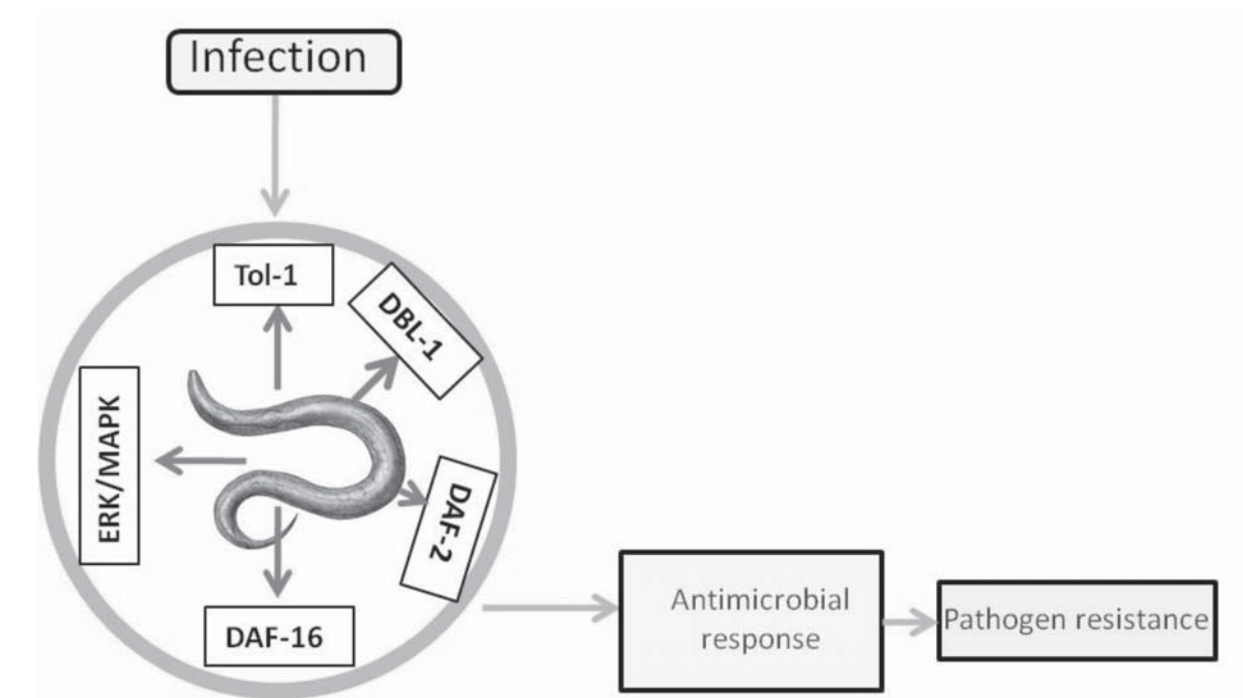 Infection
Tol-1
DBL-1
ERK/MAPK
DAF-2
DAF-16
Antimicrobial
response
Pathogen resistance